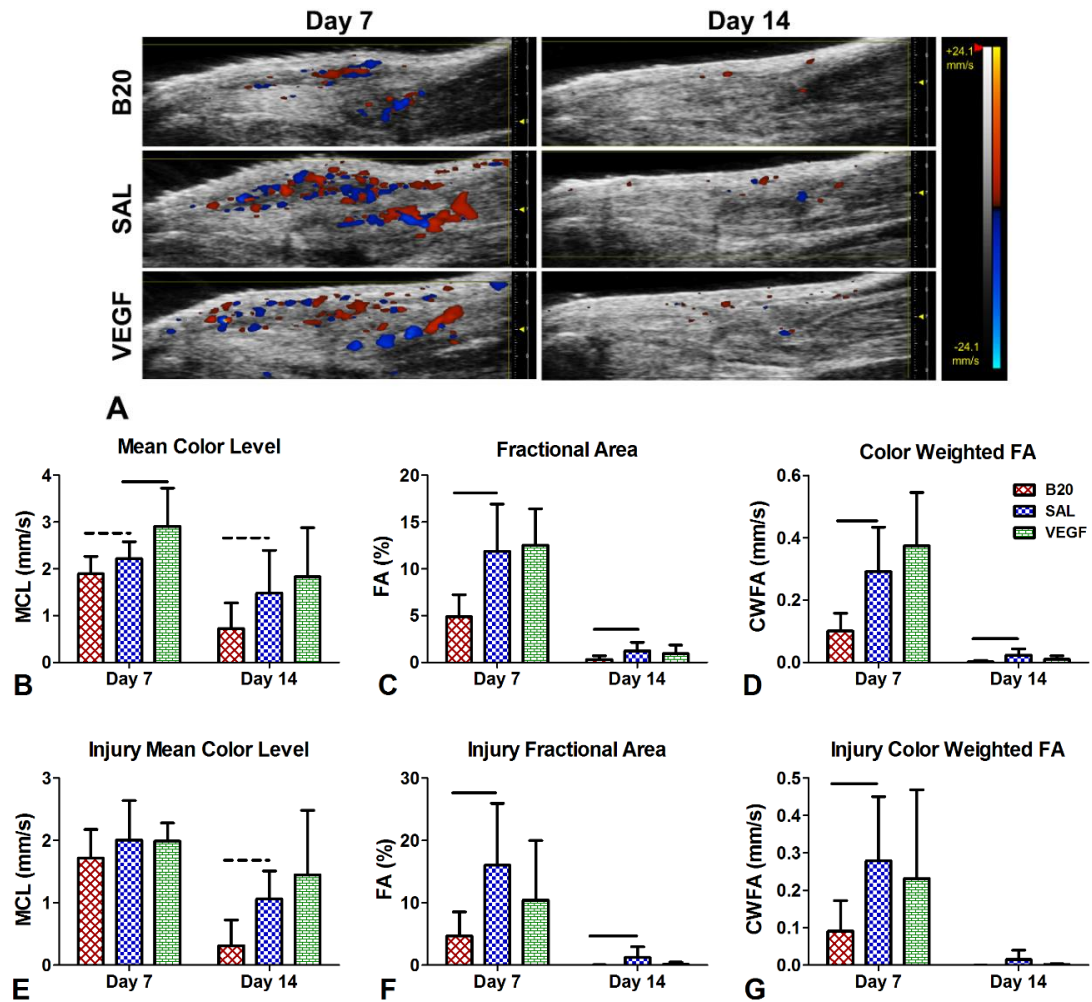 Day 7 Day 14
B20
SAL
VEGF
+24.1
mm/s
-24.1
mm/s
A
Mean Color Level
MCL (mm/s)
4
3
2
1
0
Day 7 Day 14
B
Fractional Area
FA (%)
20
15
10
5
0
Day 7 Day 14
C
Color Weighted FA
CWFA (mm/s)
0.6
0.4
0.2
0.0
B20
SAL
VEGF
Day 7 Day 14
D
Injury Mean Color Level
MCL (mm/s)
3
2
1
0
Day 7 Day 14
E
Injury Fractional Area
FA (%)
30
20
10
0
Day 7 Day 14
F
Injury Color Weighted FA
CWFA (mm/s)
0.5
0.4
0.3
0.2
0.1
0.0
Day 7 Day 14
G